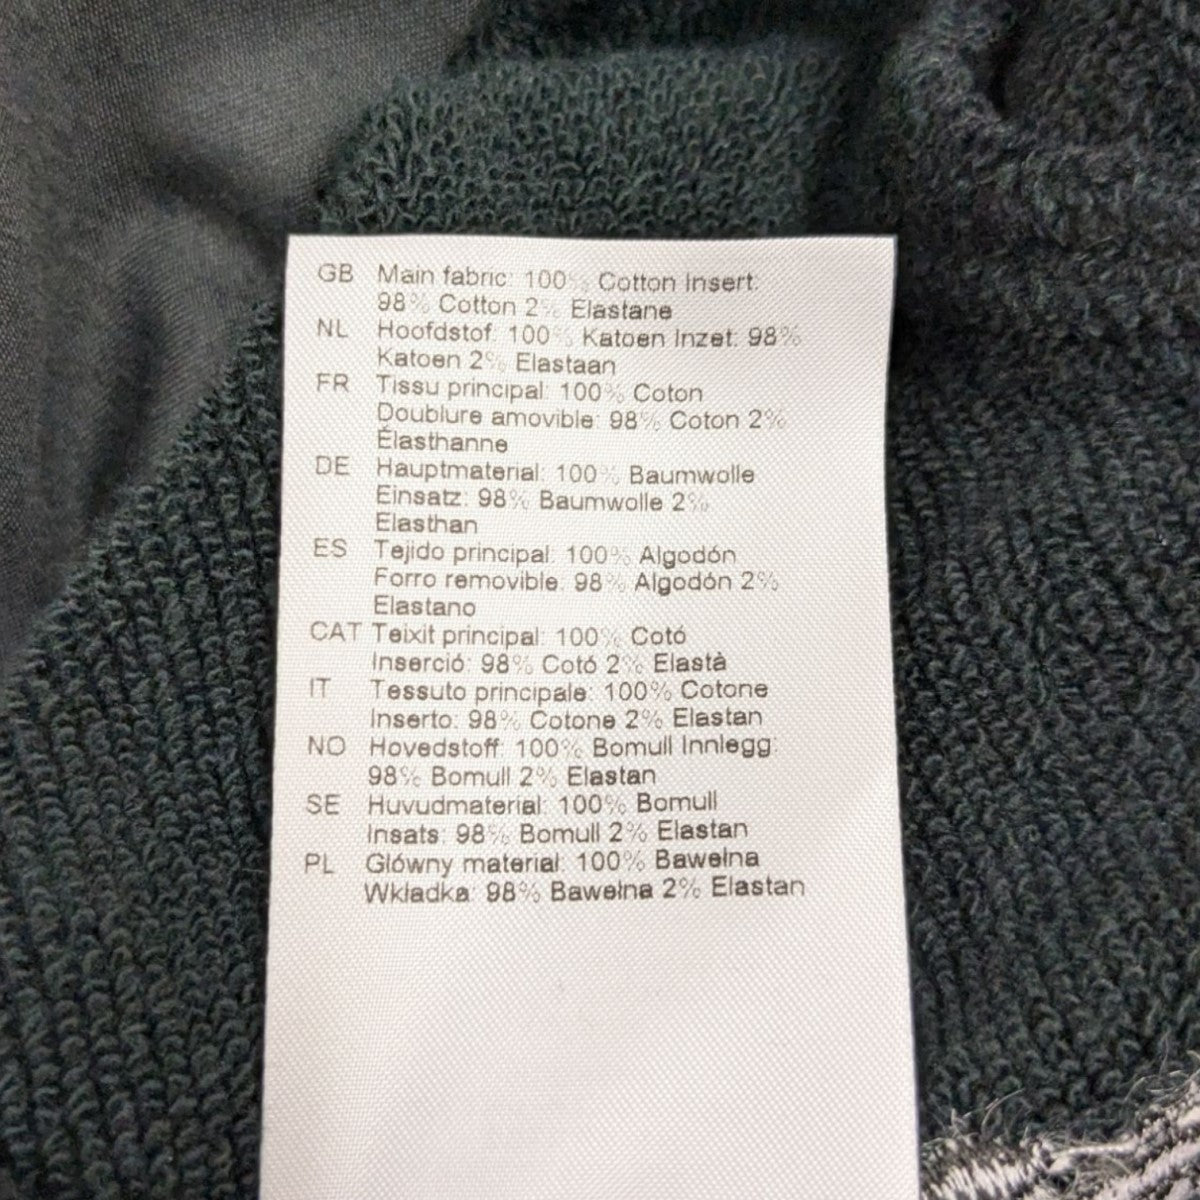 GB Main fabric: 100% Cotton Insert:
98% Cotton 2% Elastane
NL Hoofdstof: 100% Katoen Inzet: 98%
Katoen 2% Elastaan
FR Tissu principal: 100% Coton
Doublure amovible: 98% Coton 2%
Élasthanne
DE Hauptmaterial: 100% Baumwolle
Einsatz: 98% Baumwolle 2%
Elasthan
ES Tejido principal: 100% Algodón
Forro removible: 98% Algodón 2%
Elastano
CAT Teixit principal: 100% Cotó
Inserció: 98% Cotó 2% Elastà
IT Tessuto principale: 100% Cotone
Inserto: 98% Cotone 2% Elastan
NO Hovedstoff: 100% Bomull Innlegg:
98% Bomull 2% Elastan
SE Huvudmaterial: 100% Bomull
Insats: 98% Bomull 2% Elastan
PL Główny materiał: 100% Bawełna
Wkładka: 98% Bawełna 2% Elastan